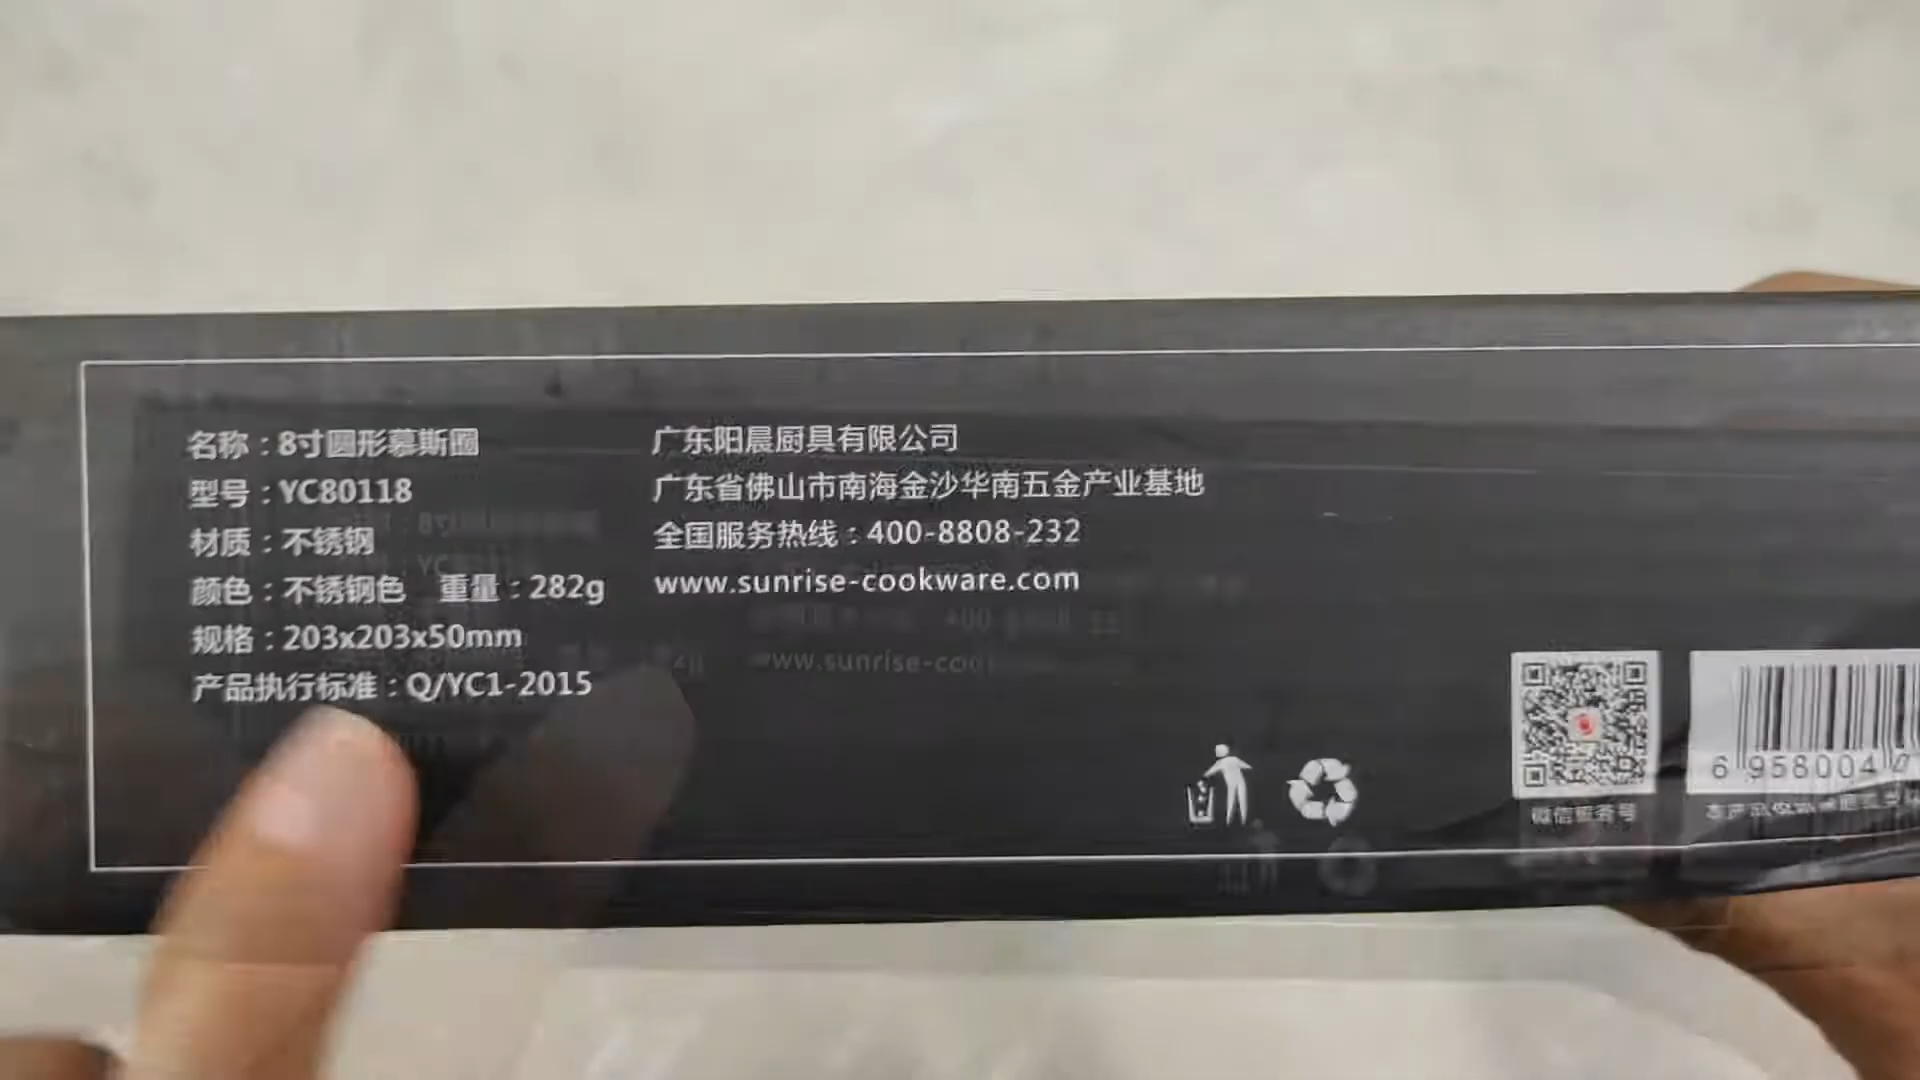 名称：8寸圆形慕斯圈
型号：YC80118
材质：不锈钢
颜色：不锈钢色 重量：282g
规格：203x203x50mm
产品执行标准：Q/YC1-2015
广东阳晨厨具有限公司
广东省佛山市南海金沙华南五金产业基地
全国服务热线：400-8808-232
www.sunrise-cookware.com
微信服务号
6 958004